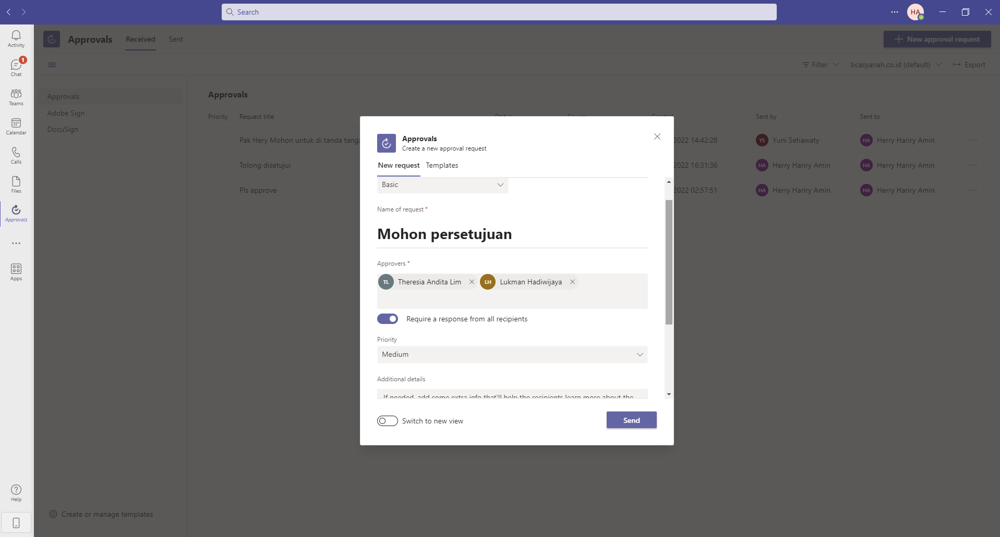 Search
HA
Activity
1
Chat
Teams
Calendar
Calls
Files
Approvals
Apps
Help
Approvals
Received
Sent
New approval request
Filter
bcasyariah.co.id (default)
Export
Approvals
Adobe Sign
DocuSign
Create or manage templates
Approvals
Priority Request title Status Source Created Sent by Sent to
Pak Hery Mohon untuk di tanda 2022 14:42:28 YS Yuni Setiawaty HA Herry Hariry Amin
Tolong disetujui 2022 16:31:36 HA Herry Hariry Amin HA Herry Hariry Amin
Pls approve 2022 02:57:51 HA Herry Hariry Amin HA Herry Hariry Amin
Approvals
Create a new approval request
New request Templates
Basic
Name of request *
Mohon persetujuan
Approvers *
TL Theresia Andita Lim LH Lukman Hadiwijaya
Require a response from all recipients
Priority
Medium
Additional details
If needed, add some extra info that'll help the recipients learn more about the
Switch to new view
Send